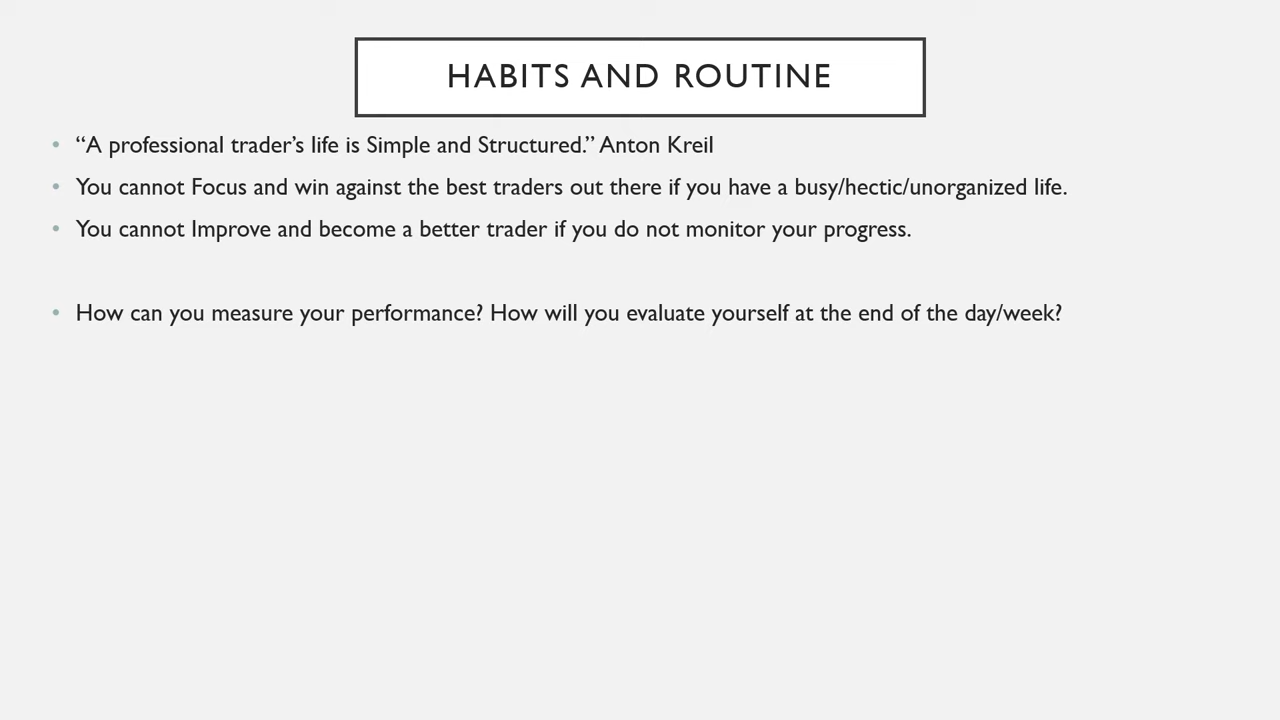 HABITS AND ROUTINE
• “A professional trader’s life is Simple and Structured.” Anton Kreil
• You cannot Focus and win against the best traders out there if you have a busy/hectic/unorganized life.
• You cannot Improve and become a better trader if you do not monitor your progress.
• How can you measure your performance? How will you evaluate yourself at the end of the day/week?